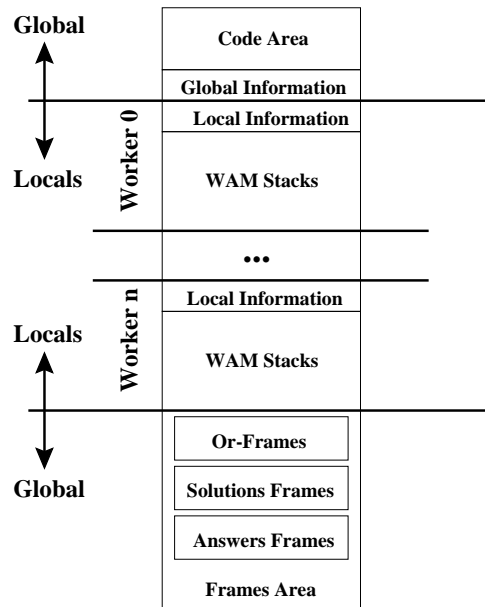 Global
Code Area
Global Information
Local Information
Worker 0
Locals
WAM Stacks
...
Worker n
Local Information
Locals
WAM Stacks
Or-Frames
Solutions Frames
Global
Answers Frames
Frames Area